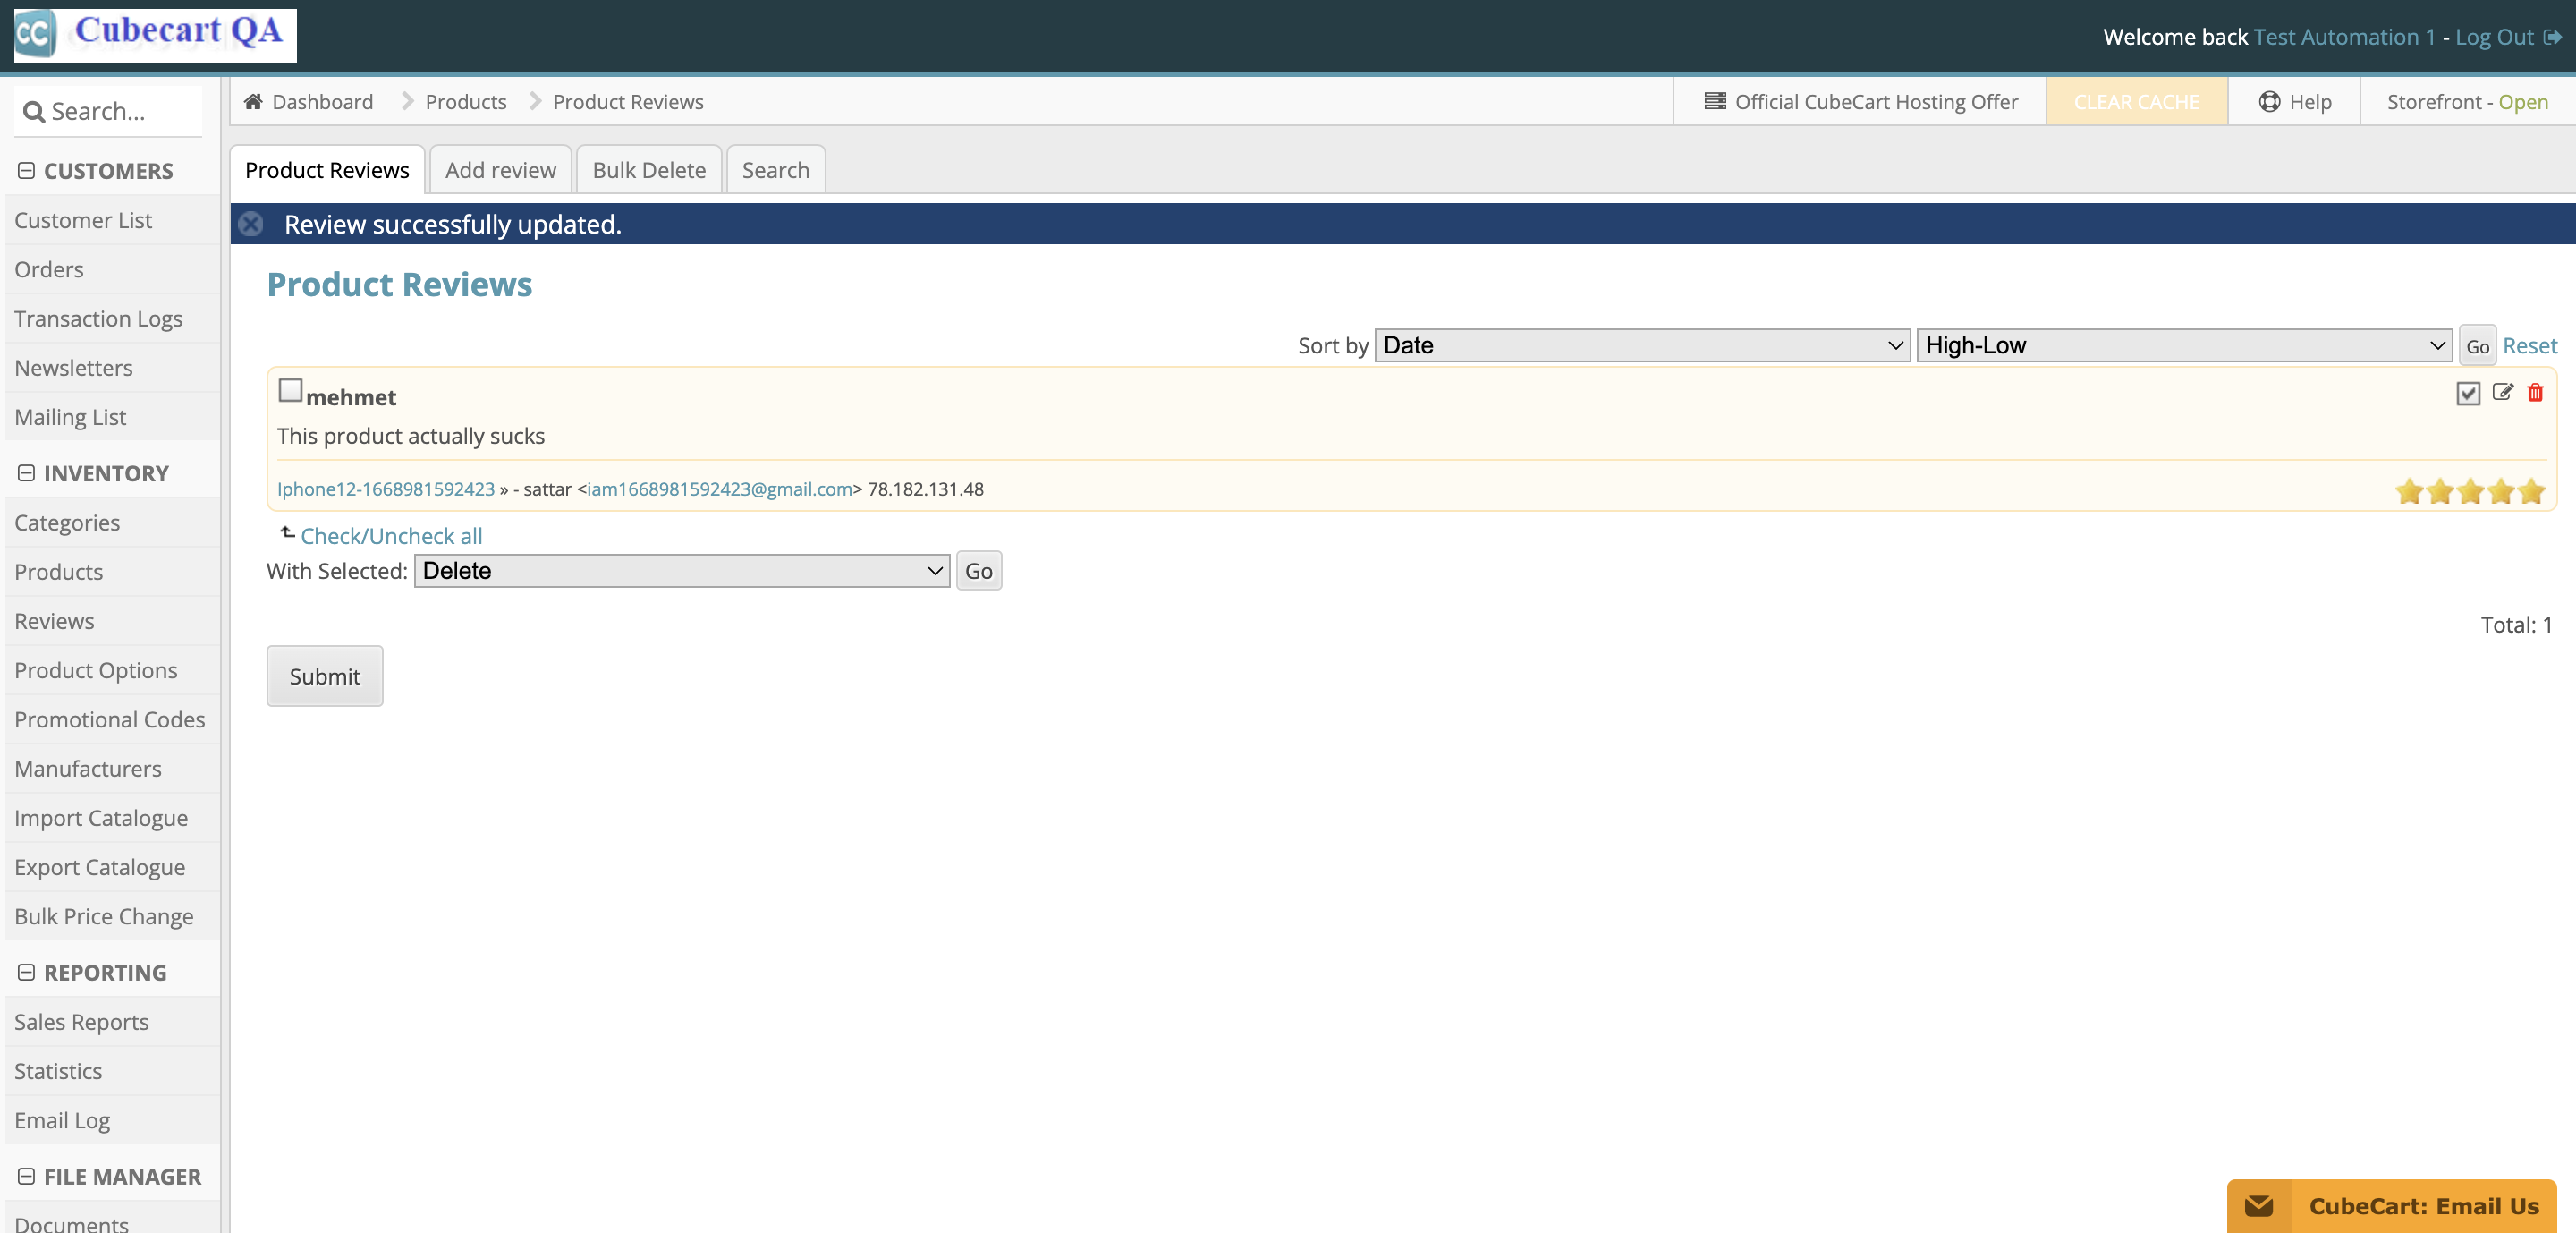 CC Cubecart QA
Welcome back Test Automation 1 - Log Out
Search...
Dashboard Products Product Reviews
Official CubeCart Hosting Offer CLEAR CACHE Help Storefront - Open
CUSTOMERS
Customer List
Orders
Transaction Logs
Newsletters
Mailing List
INVENTORY
Categories
Products
Reviews
Product Options
Promotional Codes
Manufacturers
Import Catalogue
Export Catalogue
Bulk Price Change
REPORTING
Sales Reports
Statistics
Email Log
FILE MANAGER
Documents
Product Reviews Add review Bulk Delete Search
Review successfully updated.
Product Reviews
Sort by Date High-Low Go Reset
mehmet
This product actually sucks
Iphone12-1668981592423 » - sattar <iam1668981592423@gmail.com> 78.182.131.48
Check/Uncheck all
With Selected: Delete Go
Total: 1
Submit
CubeCart: Email Us